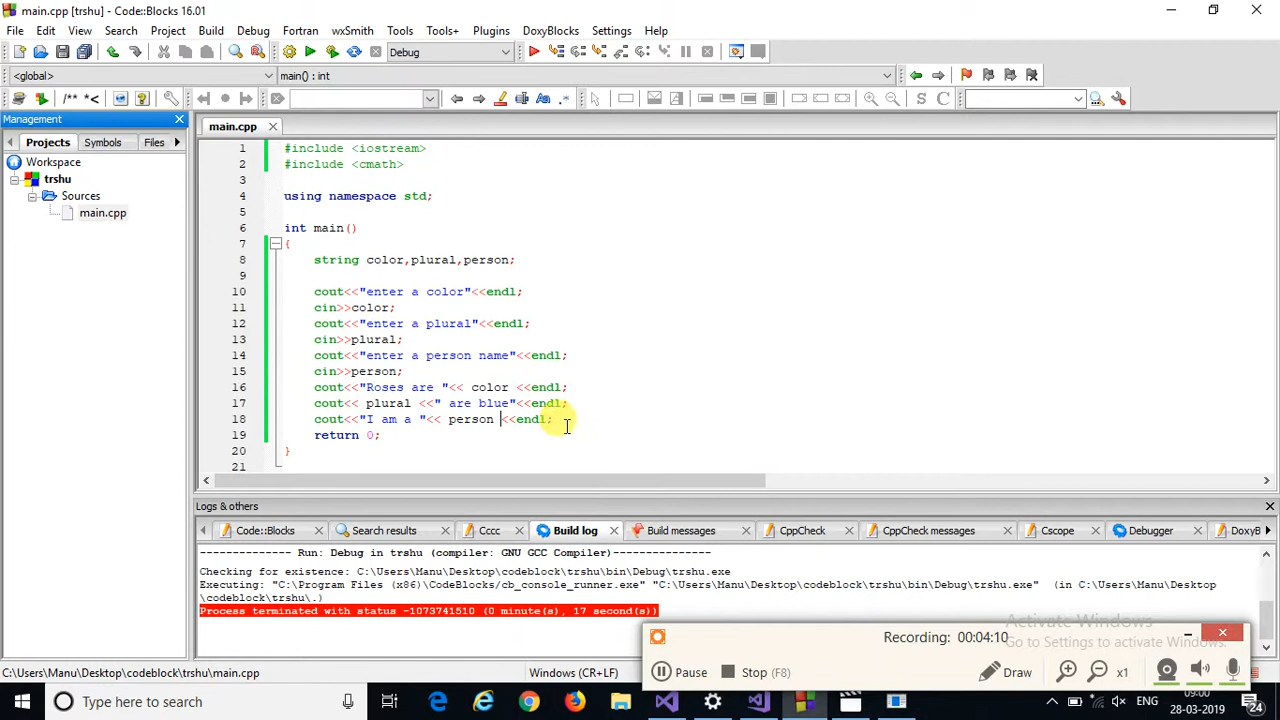 main.cpp [trshu] - Code::Blocks 16.01
File Edit View Search Project Build Debug Fortran wxSmith Tools Tools+ Plugins DoxyBlocks Settings Help
Debug
<global> main() : int
/** *<
S C
Management
main.cpp
Projects Symbols Files
Workspace
trshu
Sources
main.cpp
1 #include <iostream>
2 #include <cmath>
3
4 using namespace std;
5
6 int main()
7 {
8 string color,plural,person;
9
10 cout<<"enter a color"<<endl;
11 cin>>color;
12 cout<<"enter a plural"<<endl;
13 cin>>plural;
14 cout<<"enter a person name"<<endl;
15 cin>>person;
16 cout<<"Roses are "<< color <<endl;
17 cout<< plural <<" are blue"<<endl;
18 cout<<"I am a "<< person <<endl;
19 return 0;
20 }
21
Logs & others
Code::Blocks Search results Cccc Build log Build messages CppCheck CppCheck messages Cscope Debugger DoxyB
-------------- Run: Debug in trshu (compiler: GNU GCC Compiler)---------------
Checking for existence: C:\Users\Manu\Desktop\codeblock\trshu\bin\Debug\trshu.exe
Executing: "C:\Program Files (x86)\CodeBlocks/cb_console_runner.exe" "C:\Users\Manu\Desktop\codeblock\trshu\bin\Debug\trshu.exe" (in C:\Users\Manu\Desktop
\codeblock\trshu\.)
Process terminated with status -1073741510 (0 minute(s), 17 second(s))
Activate Windows
Go to Settings to activate Windows.
Recording: 00:04:10
Pause Stop (F8) Draw x1
C:\Users\Manu\Desktop\codeblock\trshu\main.cpp Windows (CR+LF)
Type here to search
ENG
09:00
28-03-2019
24